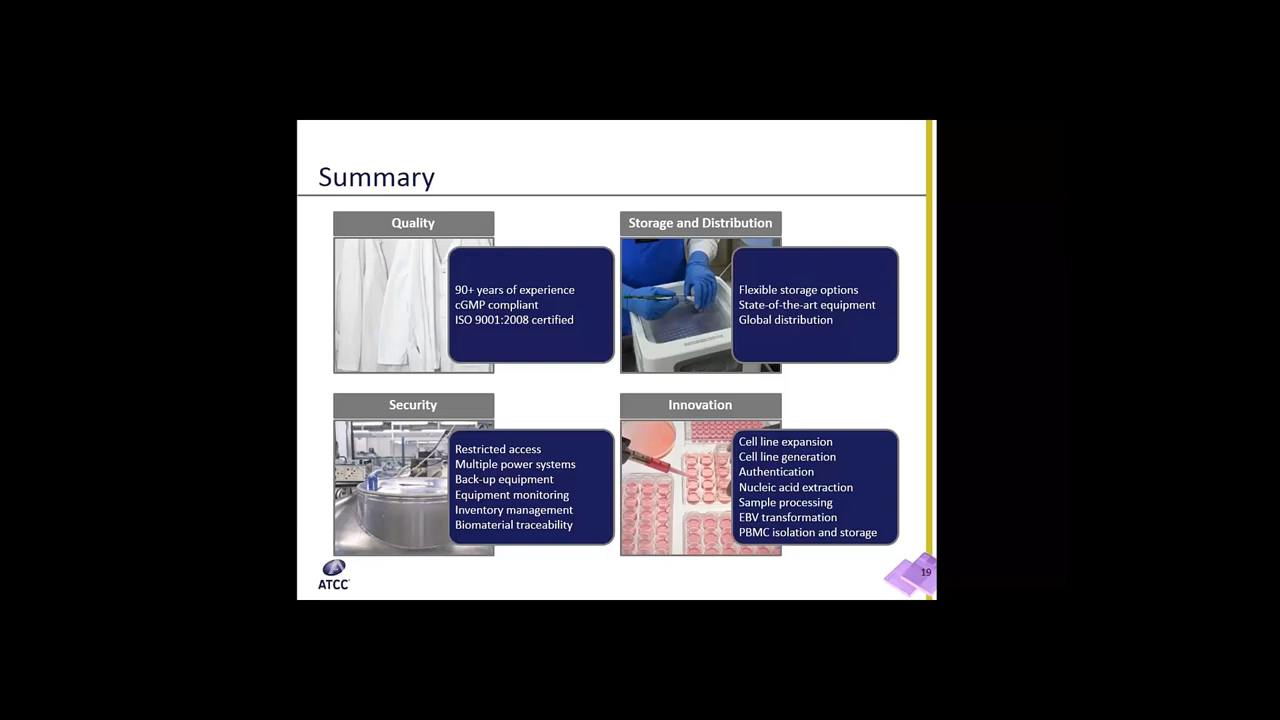 Summary
Quality
90+ years of experience
cGMP compliant
ISO 9001:2008 certified
Storage and Distribution
Flexible storage options
State-of-the-art equipment
Global distribution
Security
Restricted access
Multiple power systems
Back-up equipment
Equipment monitoring
Inventory management
Biomaterial traceability
Innovation
Cell line expansion
Cell line generation
Authentication
Nucleic acid extraction
Sample processing
EBV transformation
PBMC isolation and storage
ATCC
19